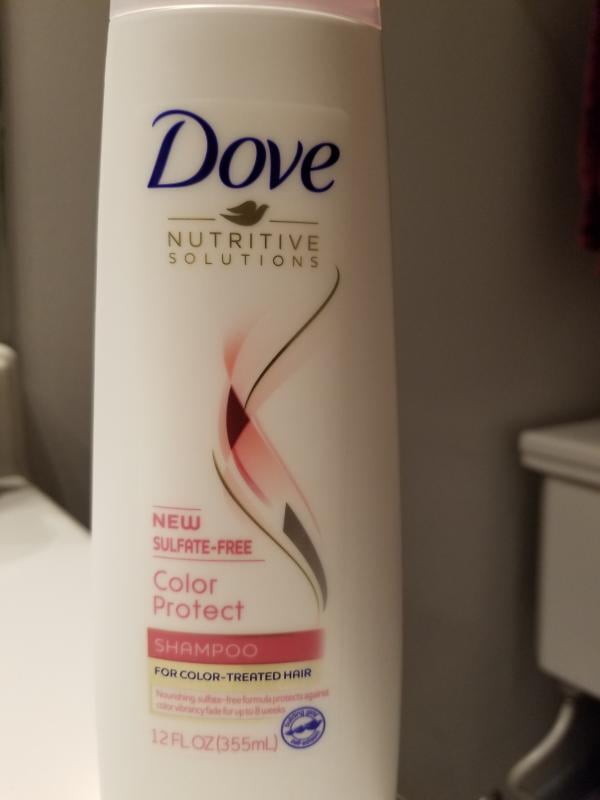 Dove
NUTRITIVE
SOLUTIONS
NEW
SULFATE-FREE
Color
Protect
SHAMPOO
FOR COLOR-TREATED HAIR
Nourishing, sulfate-free formula protects against
color vibrancy fade for up to 8 weeks
12 FL OZ (355mL)